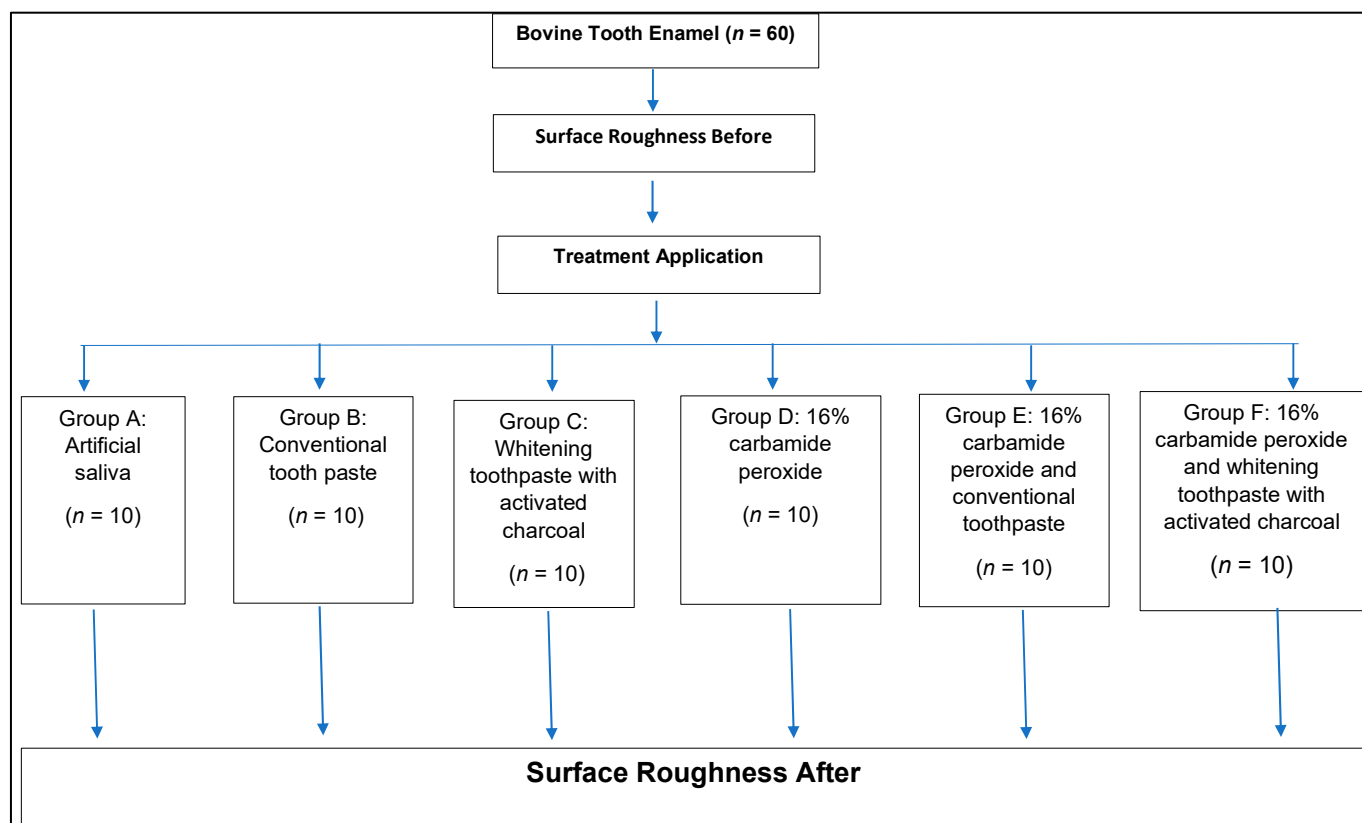 Bovine Tooth Enamel (n = 60)
Surface Roughness Before
Treatment Application
Group A:
Artificial
saliva
(n = 10)
Group B:
Conventional
tooth paste
(n = 10)
Group C:
Whitening
toothpaste with
activated
charcoal
(n = 10)
Group D: 16%
carbamide
peroxide
(n = 10)
Group E: 16%
carbamide
peroxide and
conventional
toothpaste
(n = 10)
Group F: 16%
carbamide peroxide
and whitening
toothpaste with
activated charcoal
(n = 10)
Surface Roughness After